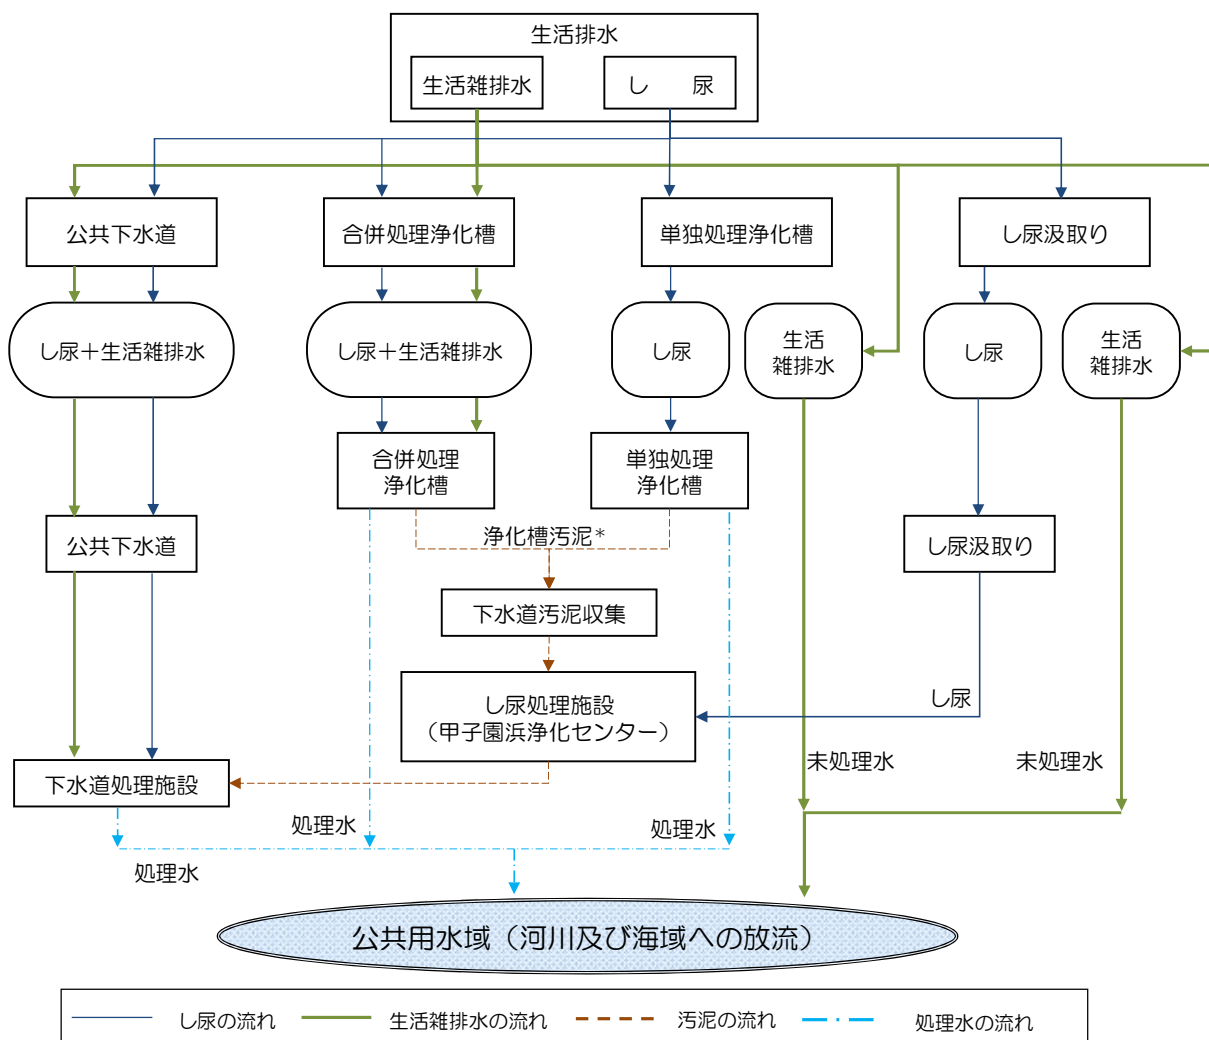 生活排水
生活雑排水
し　　尿
公共下水道
合併処理浄化槽
単独処理浄化槽
し尿汲取り
し尿＋生活雑排水
し尿＋生活雑排水
し尿
生活
雑排水
し尿
生活
雑排水
合併処理
浄化槽
単独処理
浄化槽
浄化槽汚泥*
公共下水道
し尿汲取り
下水道汚泥収集
し尿処理施設
（甲子園浜浄化センター）
し尿
未処理水
未処理水
下水道処理施設
処理水
処理水
処理水
公共用水域（河川及び海域への放流）
し尿の流れ
生活雑排水の流れ
汚泥の流れ
処理水の流れ